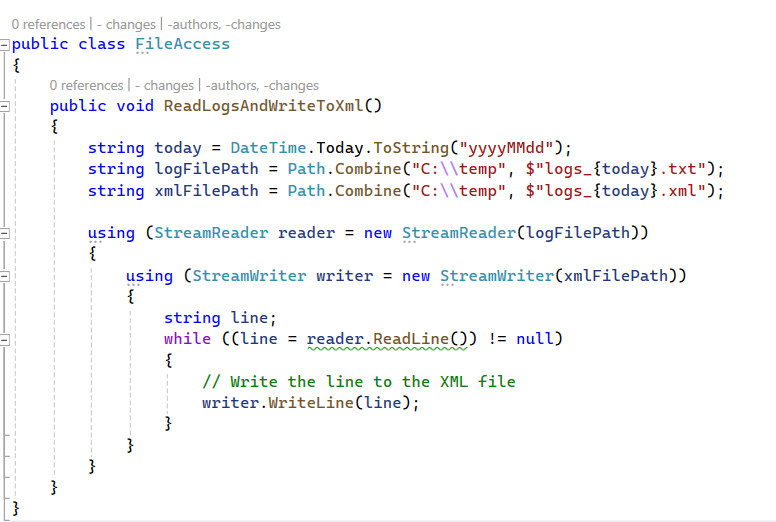 0 references | - changes | -authors, -changes
public class FileAccess
{
0 references | - changes | -authors, -changes
public void ReadLogsAndWriteToXml()
{
string today = DateTime.Today.ToString("yyyyMMdd");
string logFilePath = Path.Combine("C:\\temp", $"logs_{today}.txt");
string xmlFilePath = Path.Combine("C:\\temp", $"logs_{today}.xml");
using (StreamReader reader = new StreamReader(logFilePath))
{
using (StreamWriter writer = new StreamWriter(xmlFilePath))
{
string line;
while ((line = reader.ReadLine()) != null)
{
// Write the line to the XML file
writer.WriteLine(line);
}
}
}
}
}